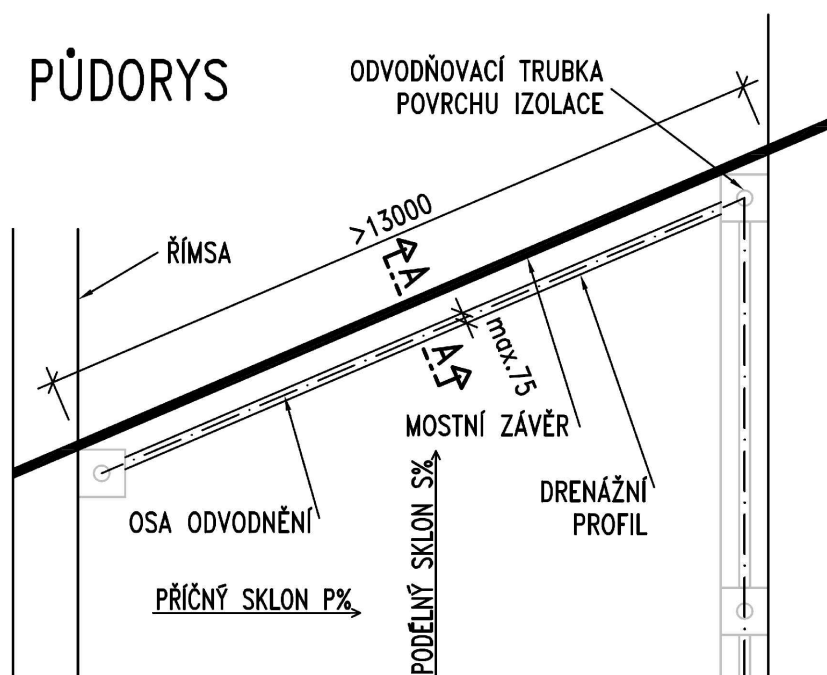 PŮDORYS
ODVODŇOVACÍ TRUBKA
POVRCHU IZOLACE
>13000
ŘÍMSA
A
A
max.75
MOSTNÍ ZÁVĚR
DRENÁŽNÍ
PROFIL
OSA ODVODNĚNÍ
PŘÍČNÝ SKLON P%
PODÉLNÝ SKLON S%